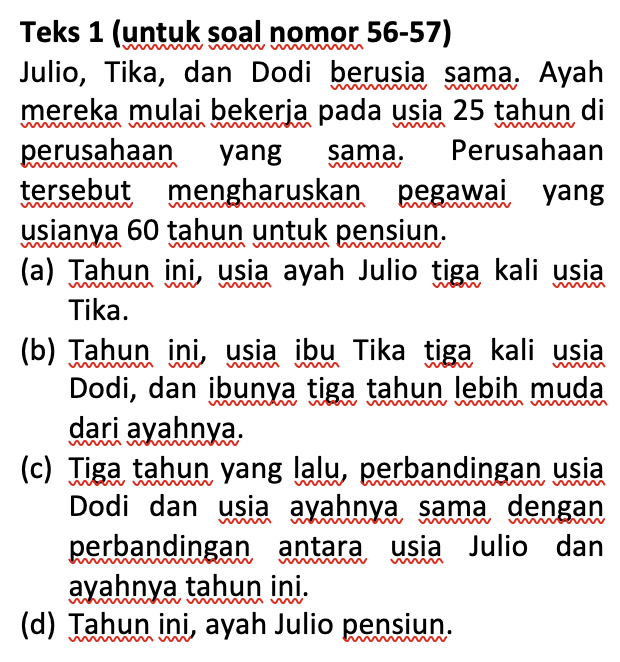 Teks 1 (untuk soal nomor 56-57)
Julio, Tika, dan Dodi berusia sama. Ayah
mereka mulai bekerja pada usia 25 tahun di
perusahaan yang sama. Perusahaan
tersebut mengharuskan pegawai yang
usianya 60 tahun untuk pensiun.
(a) Tahun ini, usia ayah Julio tiga kali usia
Tika.
(b) Tahun ini, usia ibu Tika tiga kali usia
Dodi, dan ibunya tiga tahun lebih muda
dari ayahnya.
(c) Tiga tahun yang lalu, perbandingan usia
Dodi dan usia ayahnya sama dengan
perbandingan antara usia Julio dan
ayahnya tahun ini.
(d) Tahun ini, ayah Julio pensiun.